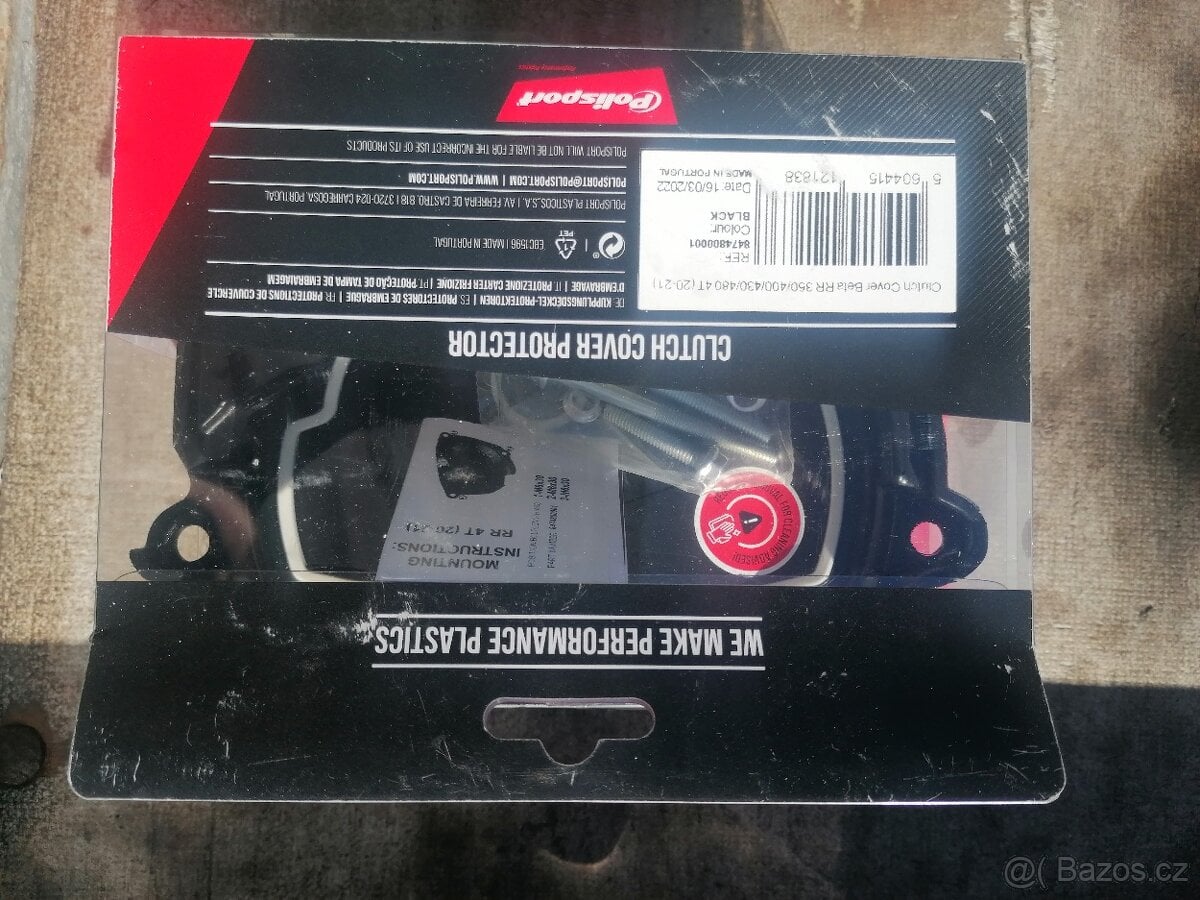 WE MAKE PERFORMANCE PLASTICS
MOUNTING
INSTRUCTIONS:
RR 4T (20-21)
CLUTCH COVER PROTECTOR
DE KUPPLUNGSDECKEL-PROTEKTOREN | ES PROTECTORES DE EMBRAGUE | FR PROTECTIONS DE COUVERCLE
D'EMBRAYAGE | IT PROTEZIONE CARTER FRIZIONE | PT PROTEÇÃO DE TAMPA DE EMBRAIAGEM
PET
EBC1596 | MADE IN PORTUGAL
POLISPORT PLÁSTICOS, S.A. | AV. FERREIRA DE CASTRO, 818 | 3720-024 CARREGOSA. PORTUGAL
POLISPORT@POLISPORT.COM | WWW.POLISPORT.COM
POLISPORT WILL NOT BE LIABLE FOR THE INCORRECT USE OF ITS PRODUCTS
Clutch Cover Beta RR 350/400/430/480 4T (20-21)
REF:
8474800001
Colour:
BLACK
Date: 16/03/2022
MADE IN PORTUGAL
5 604415 121838
Polisport
@( Bazos.cz